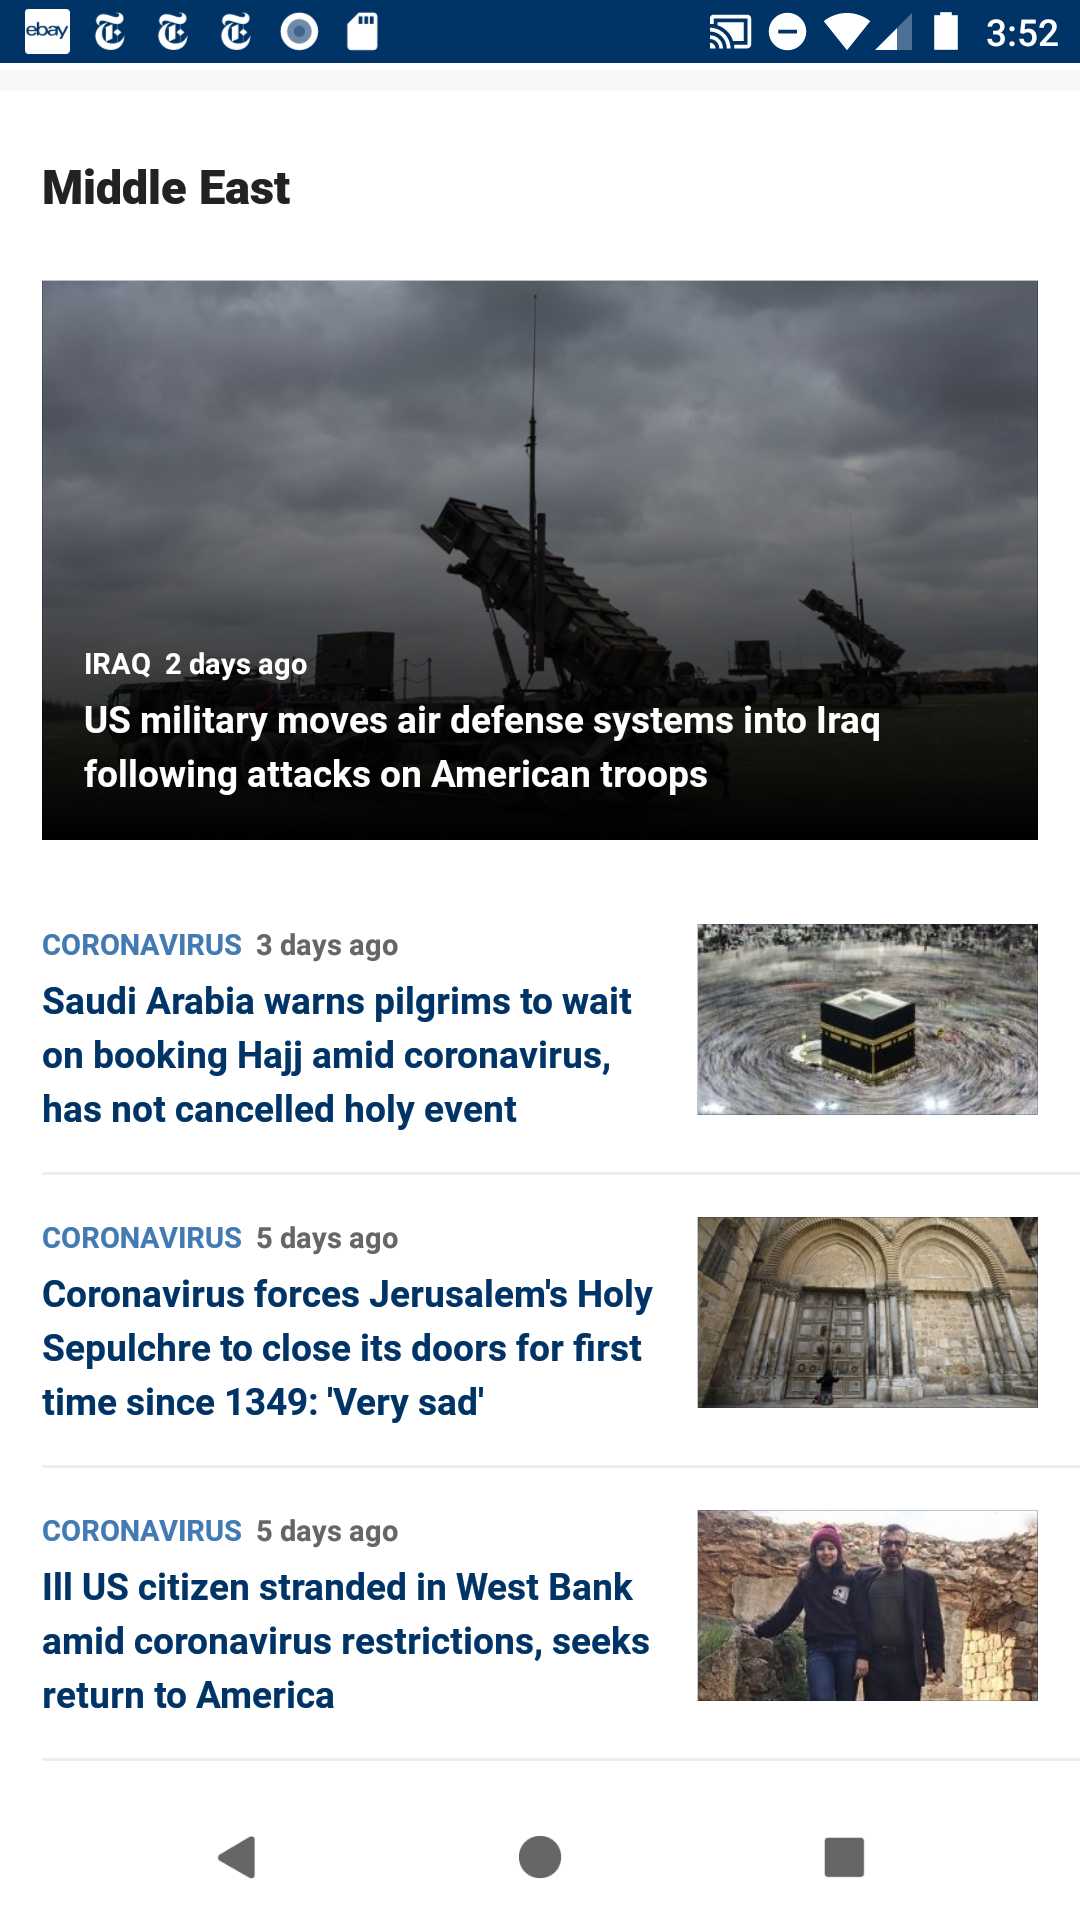 ebay
3:52
Middle East
IRAQ 2 days ago
US military moves air defense systems into Iraq
following attacks on American troops
CORONAVIRUS 3 days ago
Saudi Arabia warns pilgrims to wait
on booking Hajj amid coronavirus,
has not cancelled holy event
CORONAVIRUS 5 days ago
Coronavirus forces Jerusalem's Holy
Sepulchre to close its doors for first
time since 1349: 'Very sad'
CORONAVIRUS 5 days ago
Ill US citizen stranded in West Bank
amid coronavirus restrictions, seeks
return to America